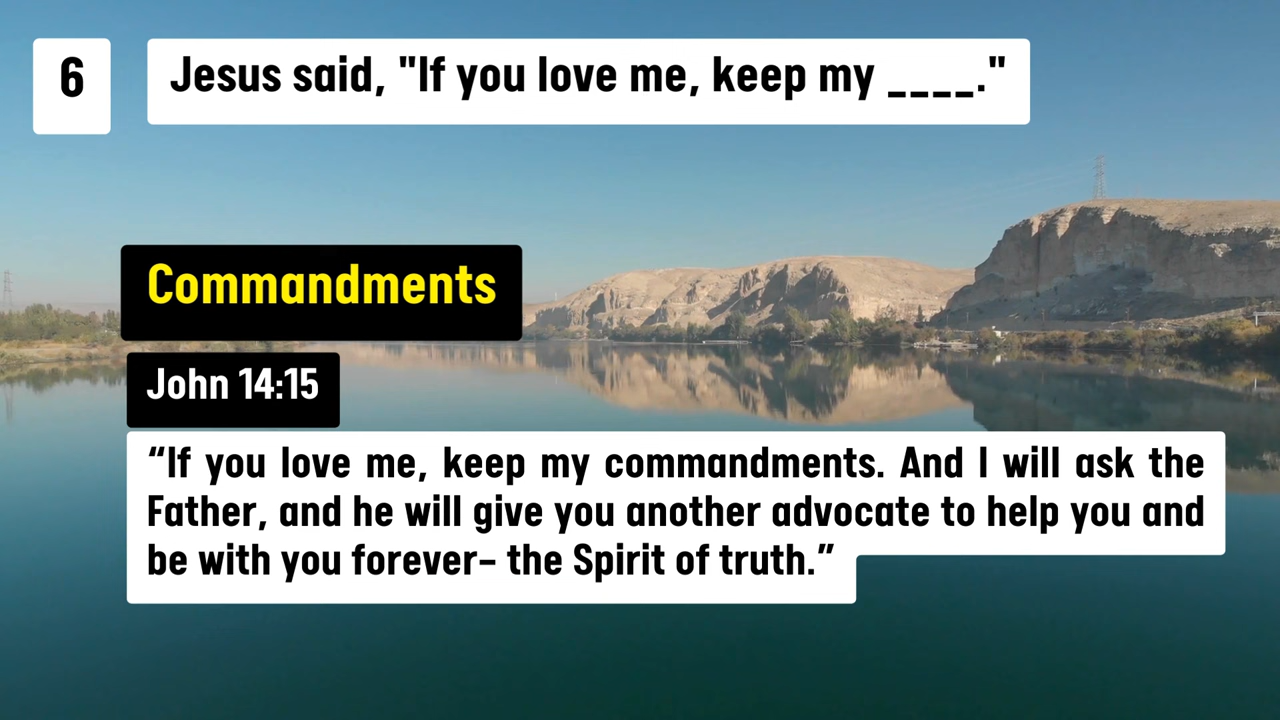 6
Jesus said, "If you love me, keep my ____."
Commandments
John 14:15
“If you love me, keep my commandments. And I will ask the
Father, and he will give you another advocate to help you and
be with you forever– the Spirit of truth.”